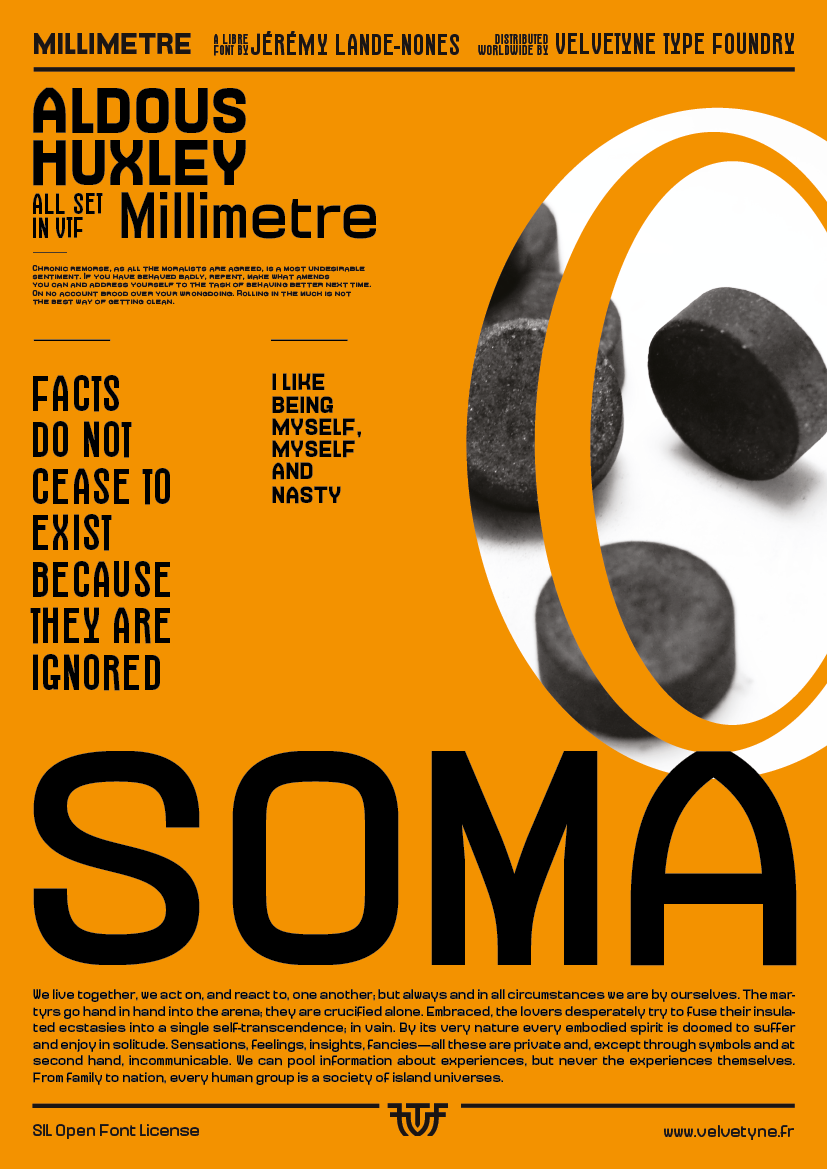 MILLIMETRE A LIBRE FONT BY JÉRÉMY LANDE-NONES DISTRIBUTED WORLDWIDE BY VELVETYNE TYPE FOUNDRY
ALDOUS
HUXLEY
ALL SET
IN VTF Millimetre
Chronic remorse, as all the moralists are agreed, is a most undesirable
sentiment. If you have behaved badly, repent, make what amends
you can and address yourself to the task of behaving better next time.
On no account brood over your wrongdoing. Rolling in the muck is not
the best way of getting clean.
FACTS
DO NOT
CEASE TO
EXIST
BECAUSE
THEY ARE
IGNORED
I LIKE
BEING
MYSELF,
MYSELF
AND
NASTY
SOMA
We live together, we act on, and react to, one another; but always and in all circumstances we are by ourselves. The mar-
tyrs go hand in hand into the arena; they are crucified alone. Embraced, the lovers desperately try to fuse their insula-
ted ecstasies into a single self-transcendence; in vain. By its very nature every embodied spirit is doomed to suffer
and enjoy in solitude. Sensations, feelings, insights, fancies—all these are private and, except through symbols and at
second hand, incommunicable. We can pool information about experiences, but never the experiences themselves.
From family to nation, every human group is a society of island universes.
SIL Open Font License VTF www.velvetyne.fr